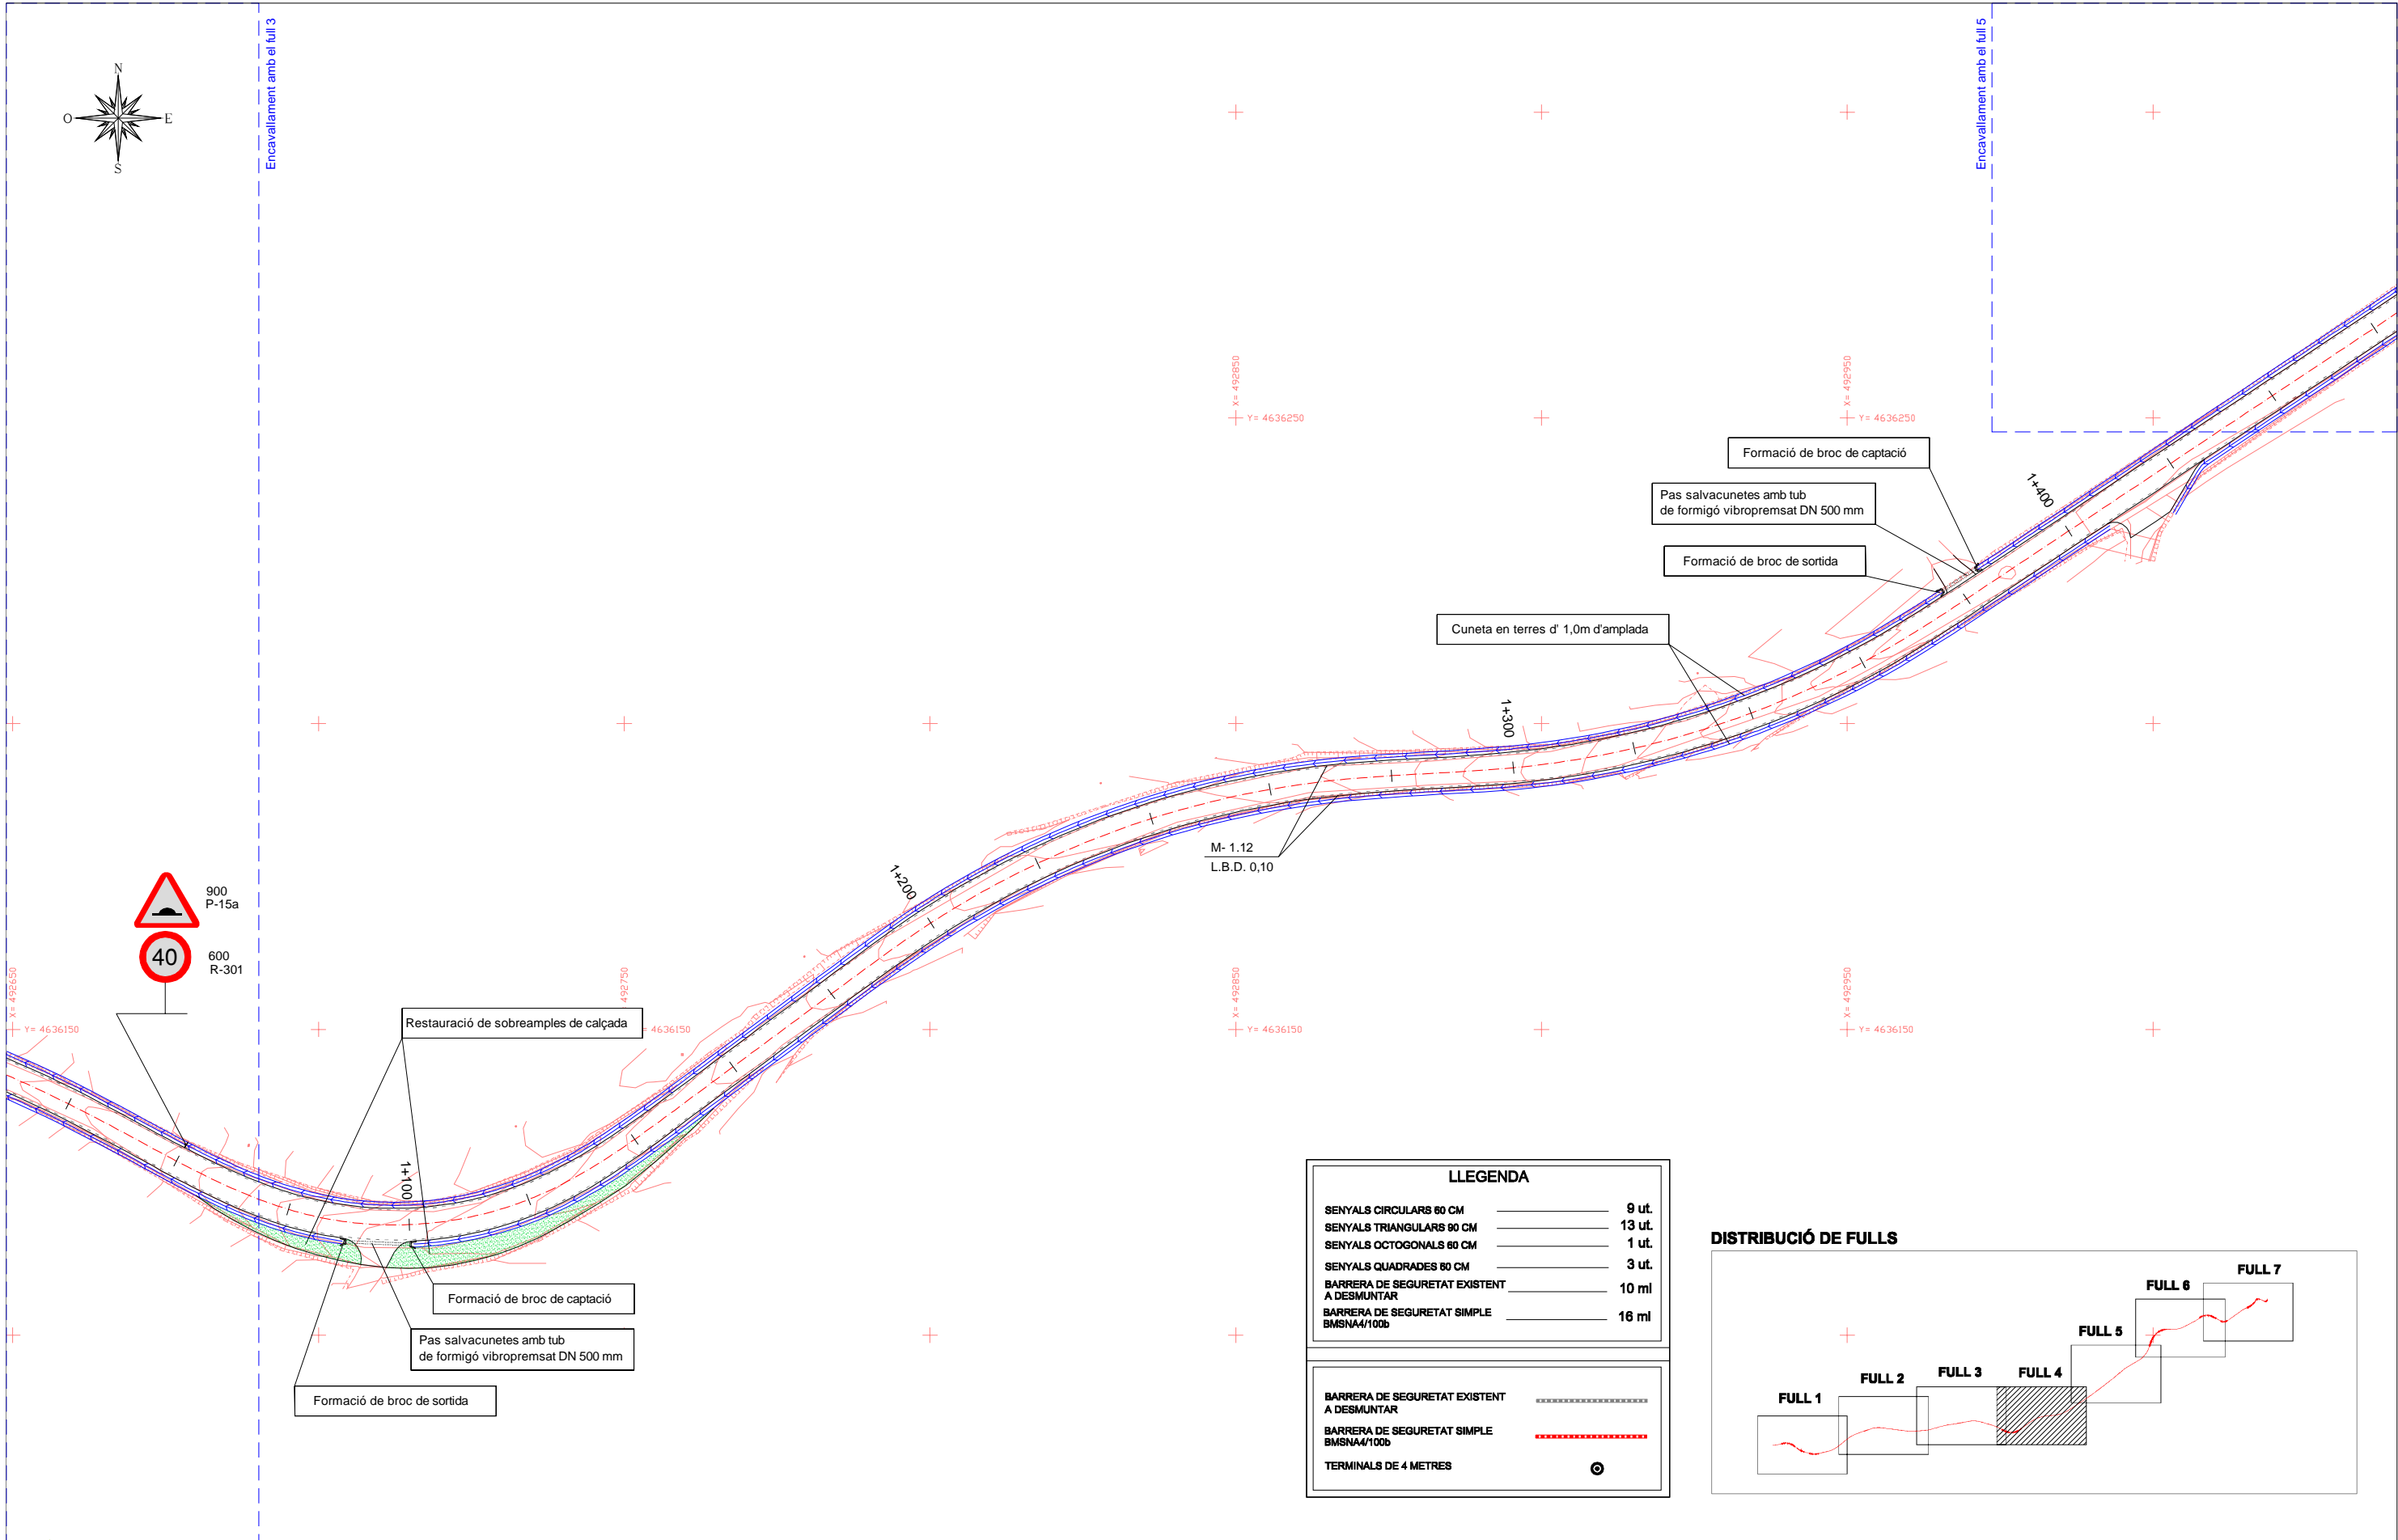 Encavallament amb el full 3
Encavallament amb el full 5
N
O
E
S
X= 492850
Y= 4636250
X= 492950
Y= 4636250
Formació de broc de captació
Pas salvacunetes amb tub
de formigó vibropremsat DN 500 mm
Formació de broc de sortida
1+400
Cuneta en terres d' 1,0m d'amplada
1+300
M- 1.12
L.B.D. 0,10
1+200
900
P-15a
40
600
R-301
X= 492650
Y= 4636150
492750
= 4636150
X= 492850
Y= 4636150
X= 492950
Y= 4636150
Restauració de sobreamples de calçada
1+100
Formació de broc de captació
Pas salvacunetes amb tub
de formigó vibropremsat DN 500 mm
Formació de broc de sortida
LLEGENDA
SENYALS CIRCULARS 60 CM 9 ut.
SENYALS TRIANGULARS 90 CM 13 ut.
SENYALS OCTOGONALS 60 CM 1 ut.
SENYALS QUADRADES 60 CM 3 ut.
BARRERA DE SEGURETAT EXISTENT
A DESMUNTAR 10 ml
BARRERA DE SEGURETAT SIMPLE
BMSNA4/100b 16 ml
BARRERA DE SEGURETAT EXISTENT
A DESMUNTAR
BARRERA DE SEGURETAT SIMPLE
BMSNA4/100b
TERMINALS DE 4 METRES
DISTRIBUCIÓ DE FULLS
FULL 1
FULL 2
FULL 3
FULL 4
FULL 5
FULL 6
FULL 7